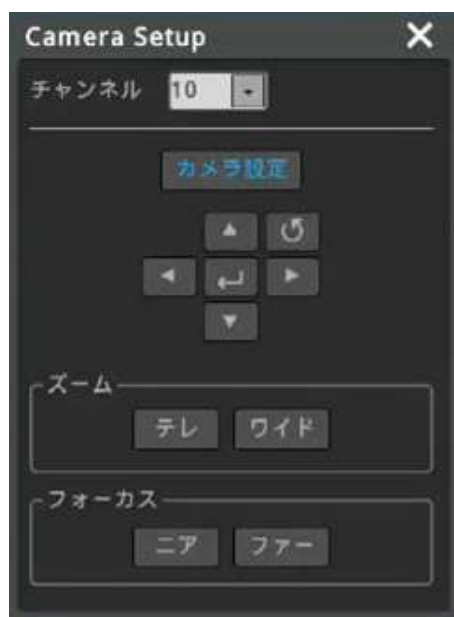 Camera Setup
チャンネル 10
カメラ設定
ズーム
テレ ワイド
フォーカス
ニア ファー